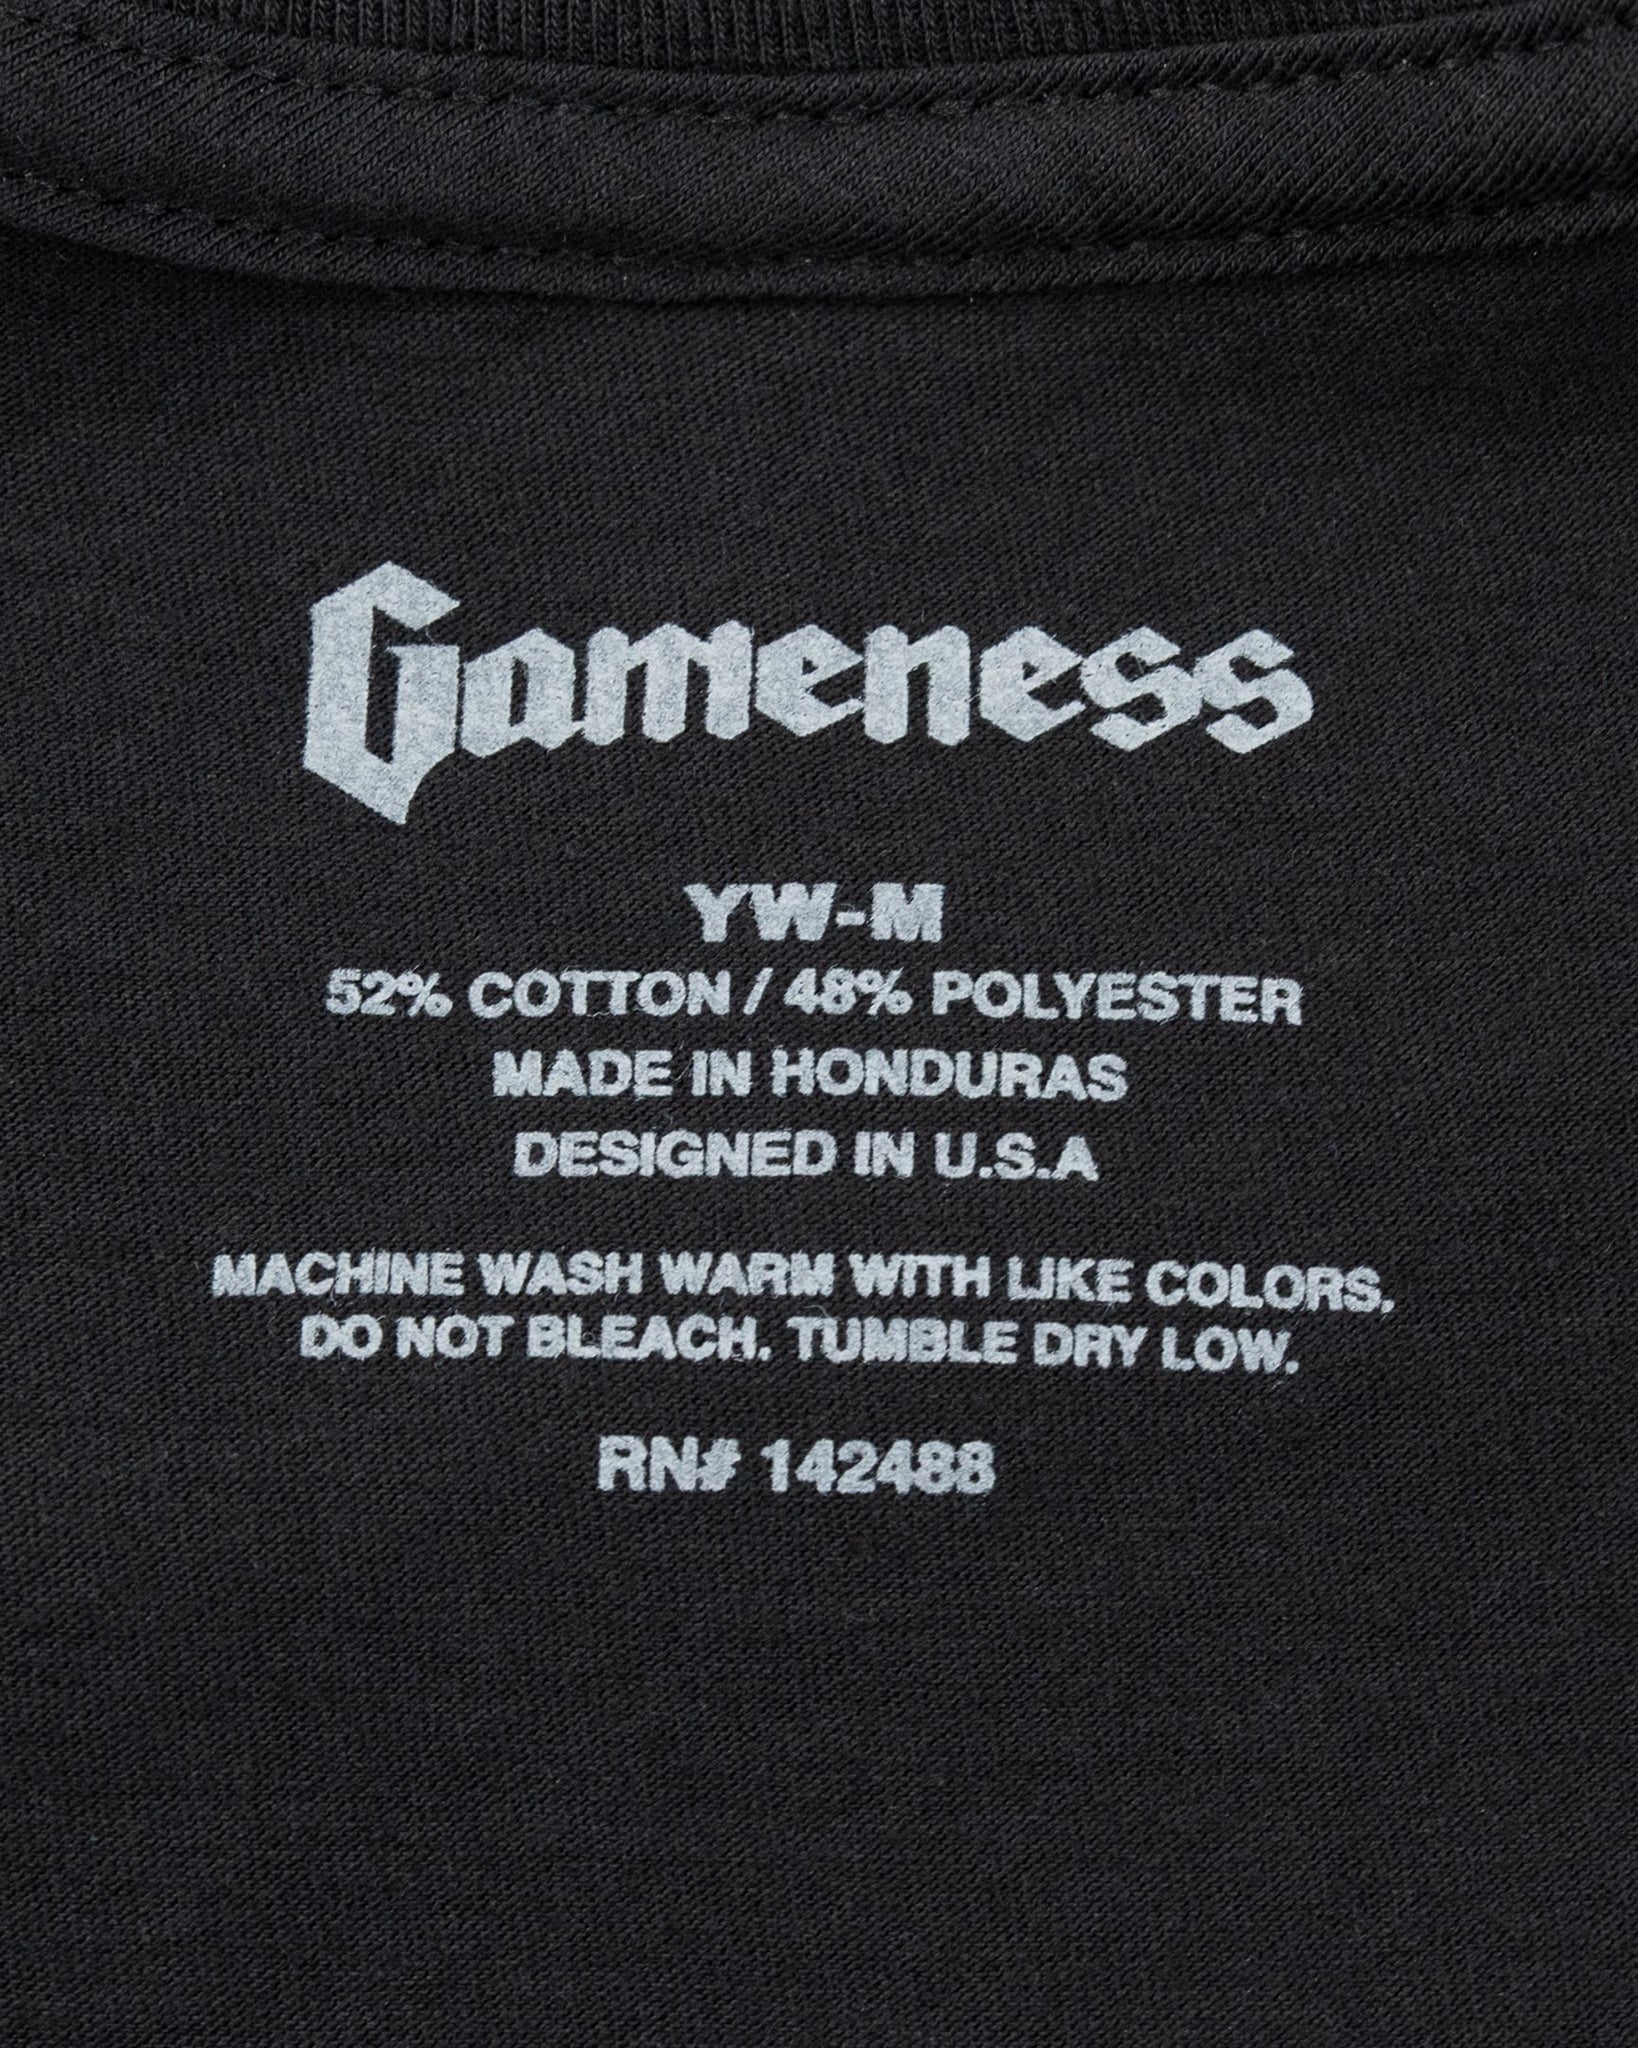 Gameness
YW-M
52% COTTON / 48% POLYESTER
MADE IN HONDURAS
DESIGNED IN U.S.A
MACHINE WASH WARM WITH LIKE COLORS.
DO NOT BLEACH. TUMBLE DRY LOW.
RN# 142488